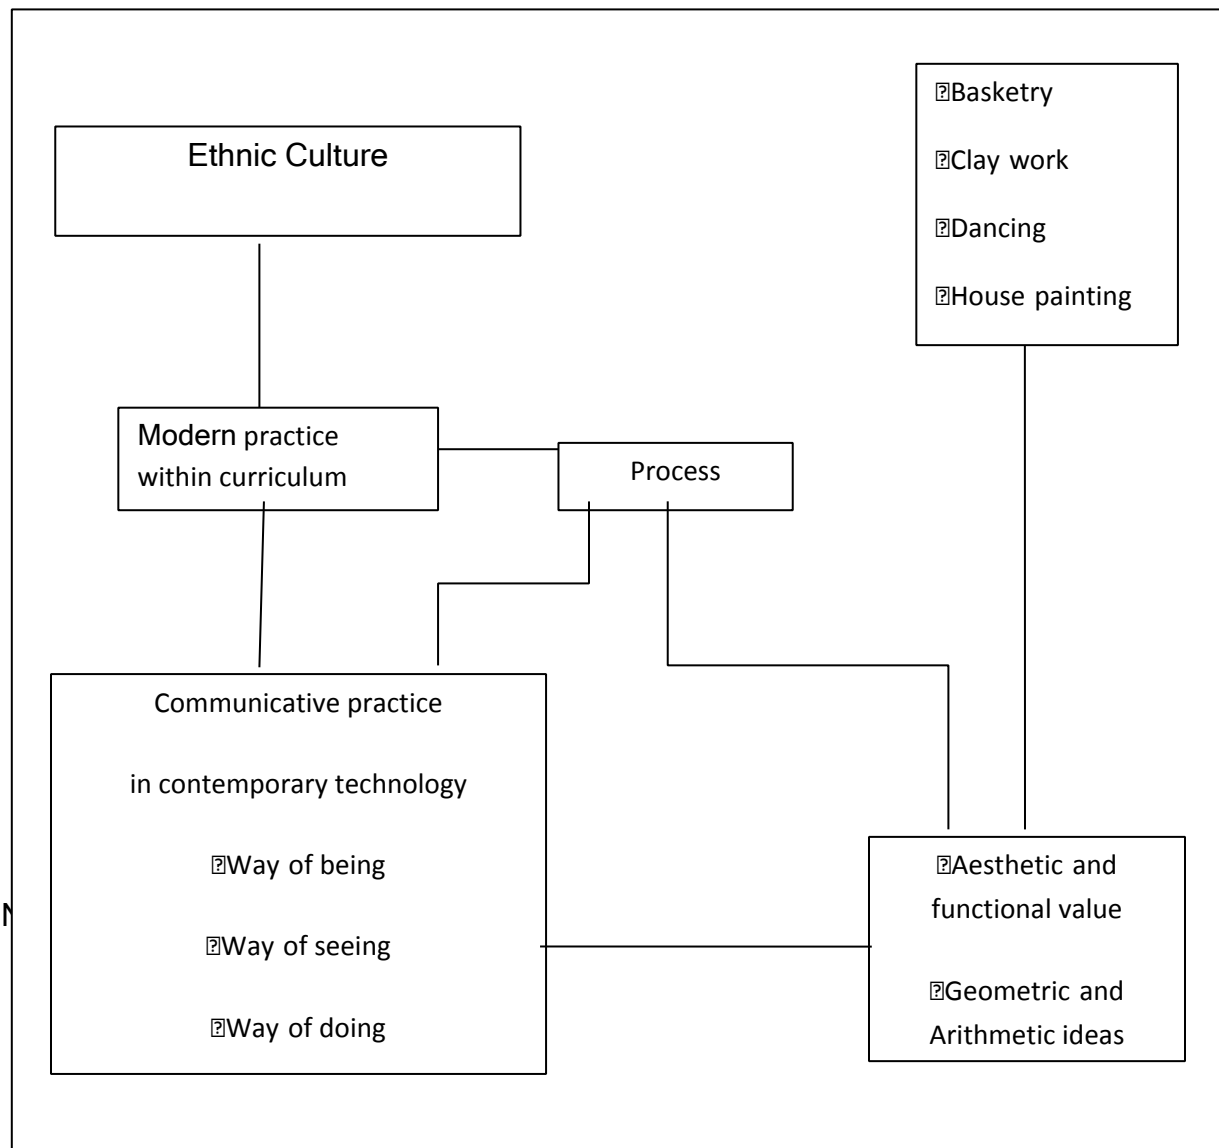 Ethnic Culture
⍰Basketry
⍰Clay work
⍰Dancing
⍰House painting
Modern practice
within curriculum
Process
Communicative practice
in contemporary technology
⍰Way of being
⍰Way of seeing
⍰Way of doing
⍰Aesthetic and
functional value
⍰Geometric and
Arithmetic ideas